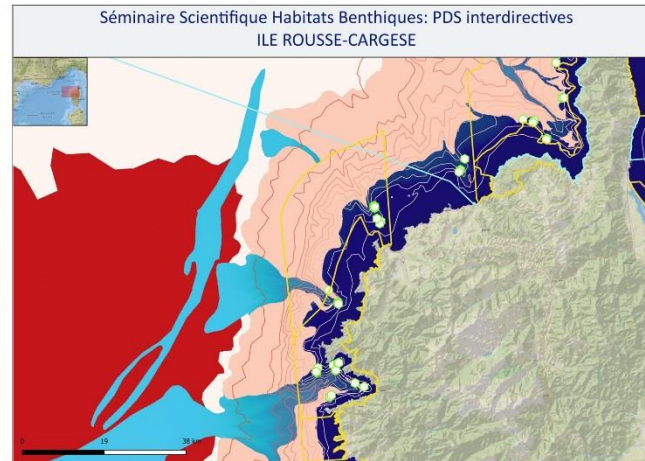 Séminaire Scientifique Habitats Benthiques: PDS interdirectives
ILE ROUSSE-CARGESE
0 19 38 km